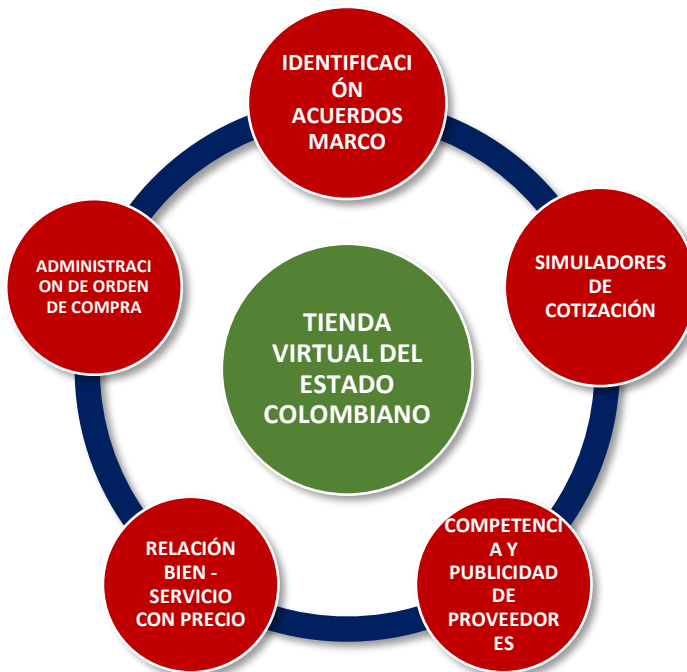 IDENTIFICACI
ÓN
ACUERDOS
MARCO
SIMULADORES
DE
COTIZACIÓN
COMPETENCI
A Y
PUBLICIDAD
DE
PROVEEDOR
ES
RELACIÓN
BIEN -
SERVICIO
CON PRECIO
ADMINISTRACI
ON DE ORDEN
DE COMPRA
TIENDA
VIRTUAL DEL
ESTADO
COLOMBIANO